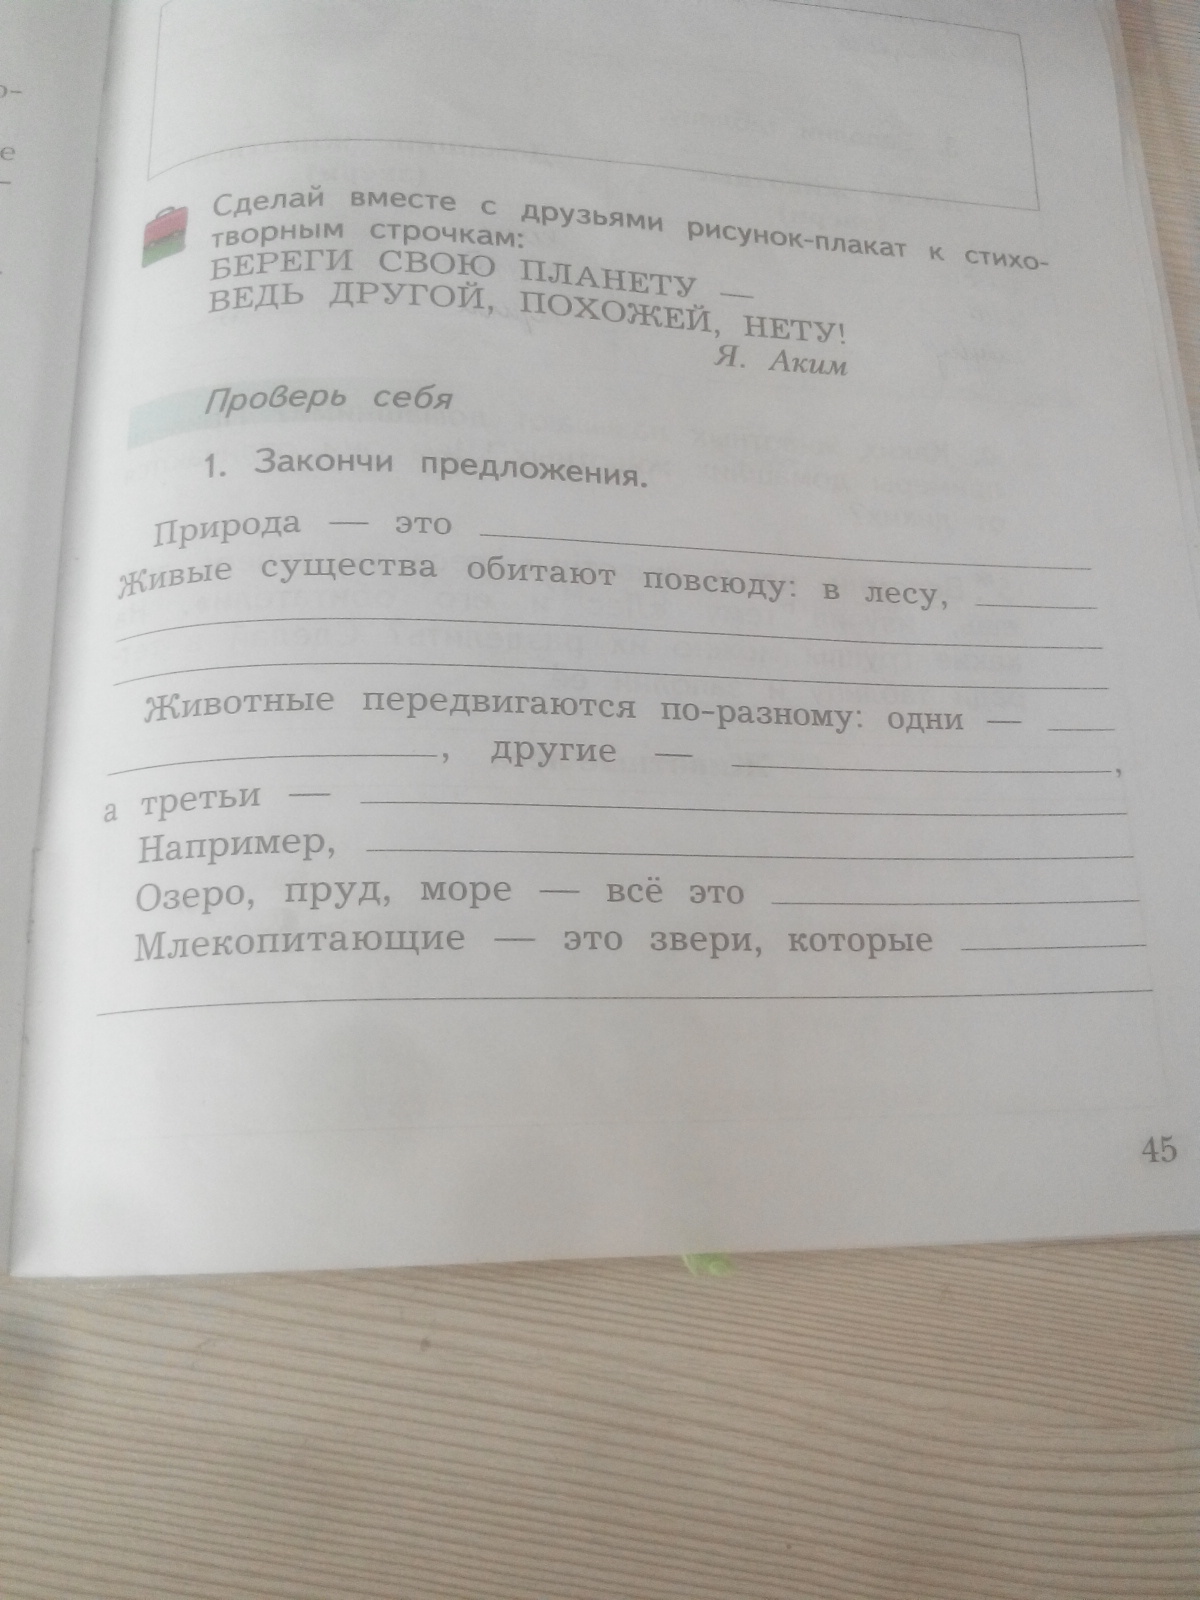 о-
е
Сделай вместе с друзьями рисунок-плакат к стихо-
творным строчкам:
БЕРЕГИ СВОЮ ПЛАНЕТУ —
ВЕДЬ ДРУГОЙ, ПОХОЖЕЙ, НЕТУ!
Я. Аким
Проверь себя
1. Закончи предложения.
Природа — это
Живые существа обитают повсюду: в лесу,
Животные передвигаются по-разному: одни —
, другие — ,
а третьи —
Например,
Озеро, пруд, море — всё это
Млекопитающие — это звери, которые
45